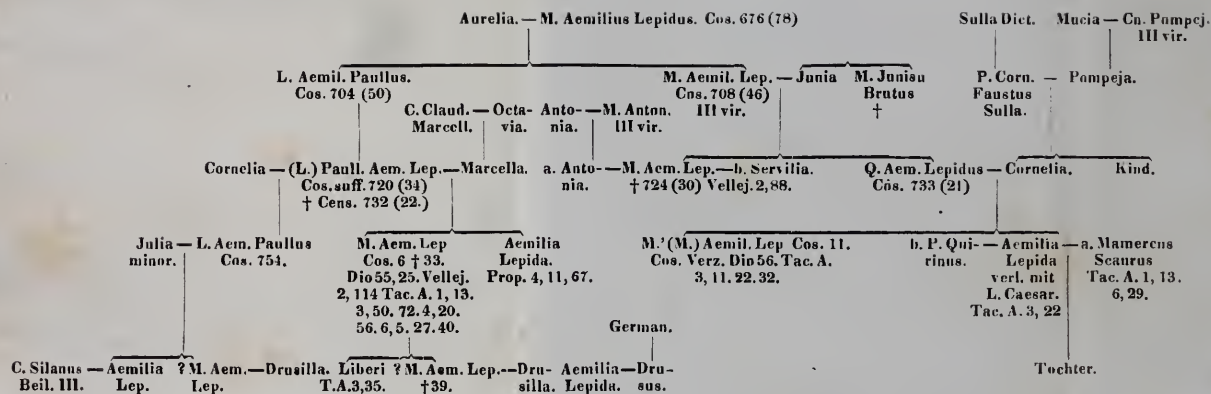 Aurelia. — M. Aemilius Lepidus. Cos. 676 (78) Sulla Dict. Mucia — Cn. Pompej.
III vir.
L. Aemil. Paullus. M. Aemil. Lep. — Junia M. Junisu P. Corn. — Pompeja.
Cos. 704 (50) Cos. 708 (46) Brutus Faustus
III vir. † Sulla.
C. Claud. — Octa- Anto- — M. Anton.
Marcell. via. nia. III vir.
Cornelia — (L.) Paull. Aem. Lep. — Marcella. a. Anto- — M. Aem. Lep. — b. Servilia. Q. Aem. Lepidus — Cornelia. Kind.
Cos. suff. 720 (34) nia. † 724 (30) Vellej. 2, 88. Cos. 733 (21)
† Cens. 732 (22.)
Julia — L. Aem. Paullus M. Aem. Lep Aemilia M.' (M.) Aemil. Lep Cos. 11. b. P. Qui- — Aemilia — a. Mamercus
minor. Cos. 754. Cos. 6 † 33. Lepida. Cos. Verz. Dio 56. Tac. A. rinus. Lepida Scaurus
Dio 55, 25. Vellej. Prop. 4, 11, 67. 3, 11. 22. 32. verl. mit Tac. A. 1, 13.
2, 114 Tac. A. 1, 13. L. Caesar. 6, 29.
3, 50. 72. 4, 20. Tac. A. 3, 22
56. 6, 5. 27. 40.
German.
C. Silanus — Aemilia ? M. Aem. — Drusilla. Liberi ? M. Aem. Lep. — Dru- Aemilia — Dru- Tochter.
Beil. III. Lep. Lep. T. A. 3, 35. † 39. silla. Lepida. sus.